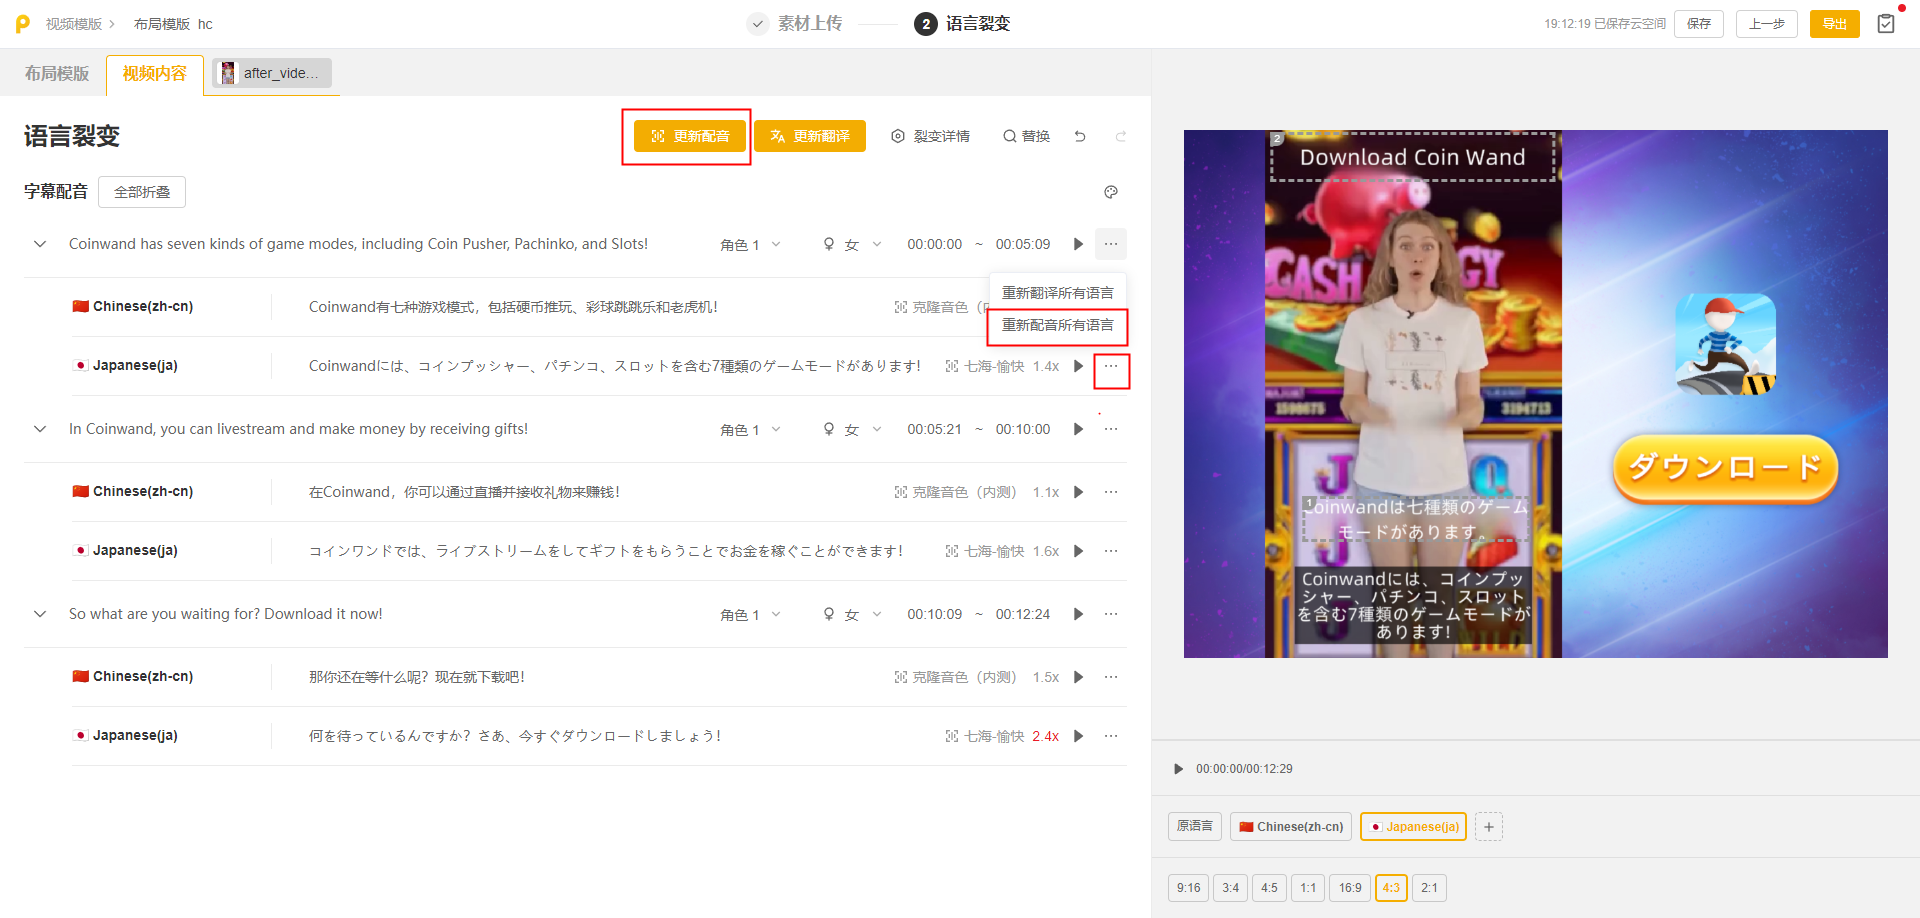 视频模版
布局模版 hc
素材上传
2 语言裂变
19:12:19 已保存云空间
保存
上一步
导出
布局模版
视频内容
after_vide...
语言裂变
更新配音
更新翻译
裂变详情
替换
字幕配音
全部折叠
Coinwand has seven kinds of game modes, including Coin Pusher, Pachinko, and Slots!
角色 1
女
00:00:00 ~ 00:05:09
重新翻译所有语言
重新配音所有语言
Chinese(zh-cn)
Coinwand有七种游戏模式，包括硬币推玩、彩球跳跳乐和老虎机！
克隆音色（内
Japanese(ja)
Coinwandには、コインプッシャー、パチンコ、スロットを含む7種類のゲームモードがあります！
七海-愉快 1.4x
In Coinwand, you can livestream and make money by receiving gifts!
角色 1
女
00:05:21 ~ 00:10:00
Chinese(zh-cn)
在Coinwand，你可以通过直播并接收礼物来赚钱！
克隆音色（内测） 1.1x
Japanese(ja)
コインワンドでは、ライブストリームをしてギフトをもらうことでお金を稼ぐことができます！
七海-愉快 1.6x
So what are you waiting for? Download it now!
角色 1
女
00:10:09 ~ 00:12:24
Chinese(zh-cn)
那你还在等什么呢？现在就下载吧！
克隆音色（内测） 1.5x
Japanese(ja)
何を待っているんですか？さあ、今すぐダウンロードしましょう！
七海-愉快 2.4x
2
Download Coin Wand
CASH
1598675
3194713
ダウンロード
1
Coinwandは七種類のゲーム
モードがあります。
Coinwandには、コインプッ
シャー、パチンコ、スロット
を含む7種類のゲームモードが
あります!
00:00:00/00:12:29
原语言
Chinese(zh-cn)
Japanese(ja)
+
9:16
3:4
4:5
1:1
16:9
4:3
2:1